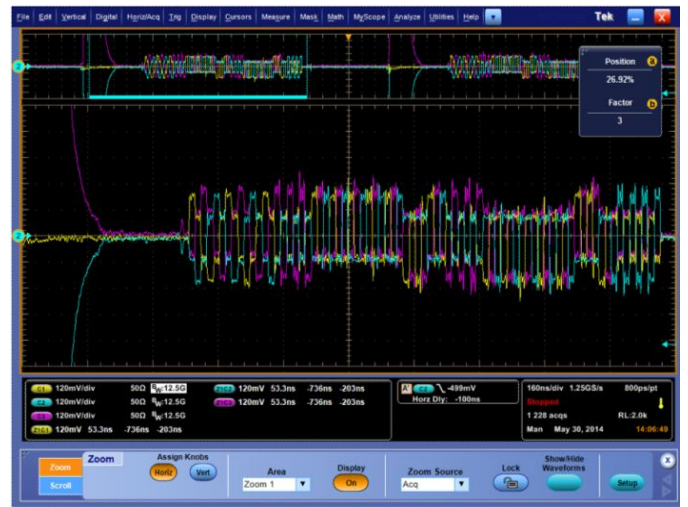 File Edit Vertical Digital Horiz/Acq Trig Display Cursors Measure Mask Math MyScope Analyze Utilities Help Tek
Position a
26.92%
Factor b
3
2
2
C1 120mV/div 50Ω BW:12.5G
C2 120mV/div 50Ω BW:12.5G
C3 120mV/div 50Ω BW:12.5G
Z1C1 120mV 53.3ns -736ns -203ns
Z1C2 120mV 53.3ns -736ns -203ns
Z1C3 120mV 53.3ns -736ns -203ns
A' C2 -499mV
Horz Dly: -100ns
160ns/div 1.25GS/s 800ps/pt
Stopped
1 228 acqs RL:2.0k
Man May 30, 2014 14:06:49
Zoom
Scroll
Zoom
Assign Knobs
Horiz Vert
Area
Zoom 1
Display
On
Zoom Source
Acq
Lock
Show/Hide
Waveforms
Setup
X